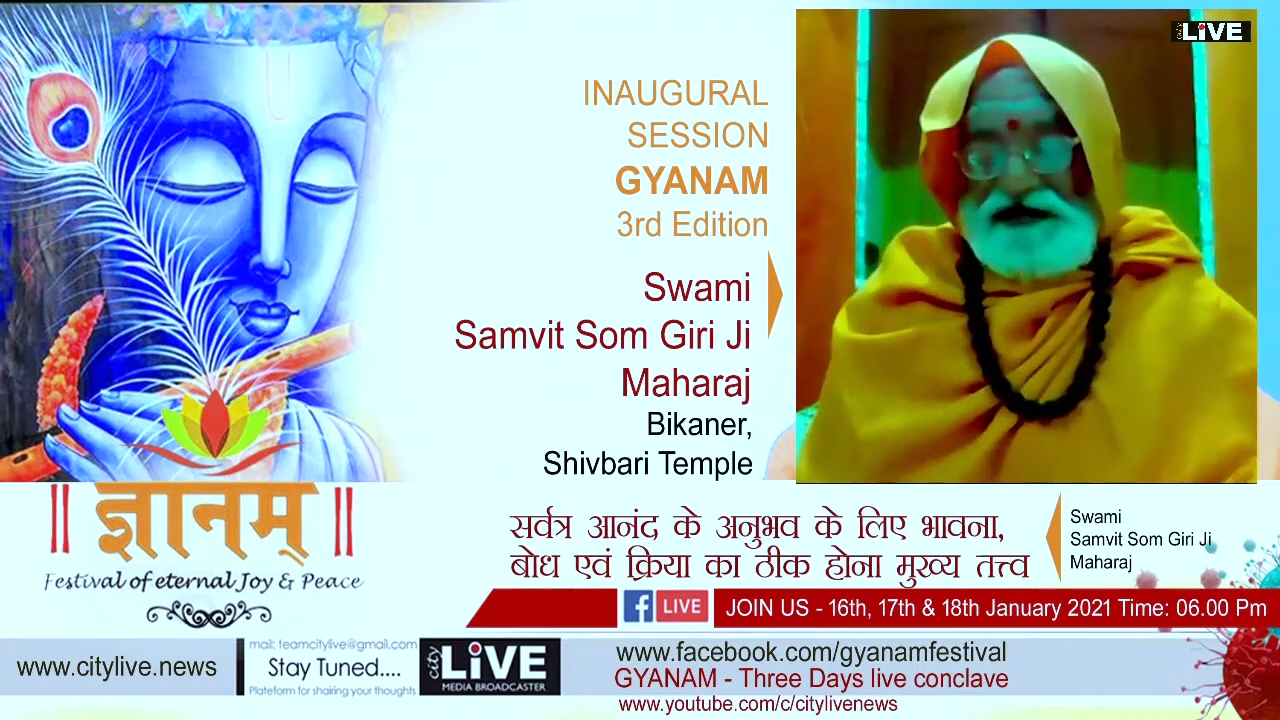 city LiVE
INAUGURAL
SESSION
GYANAM
3rd Edition
Swami
Samvit Som Giri Ji
Maharaj
Bikaner,
Shivbari Temple
॥ ज्ञानम् ॥
Festival of eternal Joy & Peace
सर्वत्र आनंद के अनुभव के लिए भावना,
बोध एवं क्रिया का ठीक होना मुख्य तत्त्व
Swami
Samvit Som Giri Ji
Maharaj
LIVE
JOIN US - 16th, 17th & 18th January 2021 Time: 06.00 Pm
www.citylive.news
mail: teamcitylive@gmail.com
Stay Tuned....
Plateform for shairing your thoughts
city LiVE
MEDIA BROADCASTER
www.facebook.com/gyanamfestival
GYANAM - Three Days live conclave
www.youtube.com/c/citylivenews